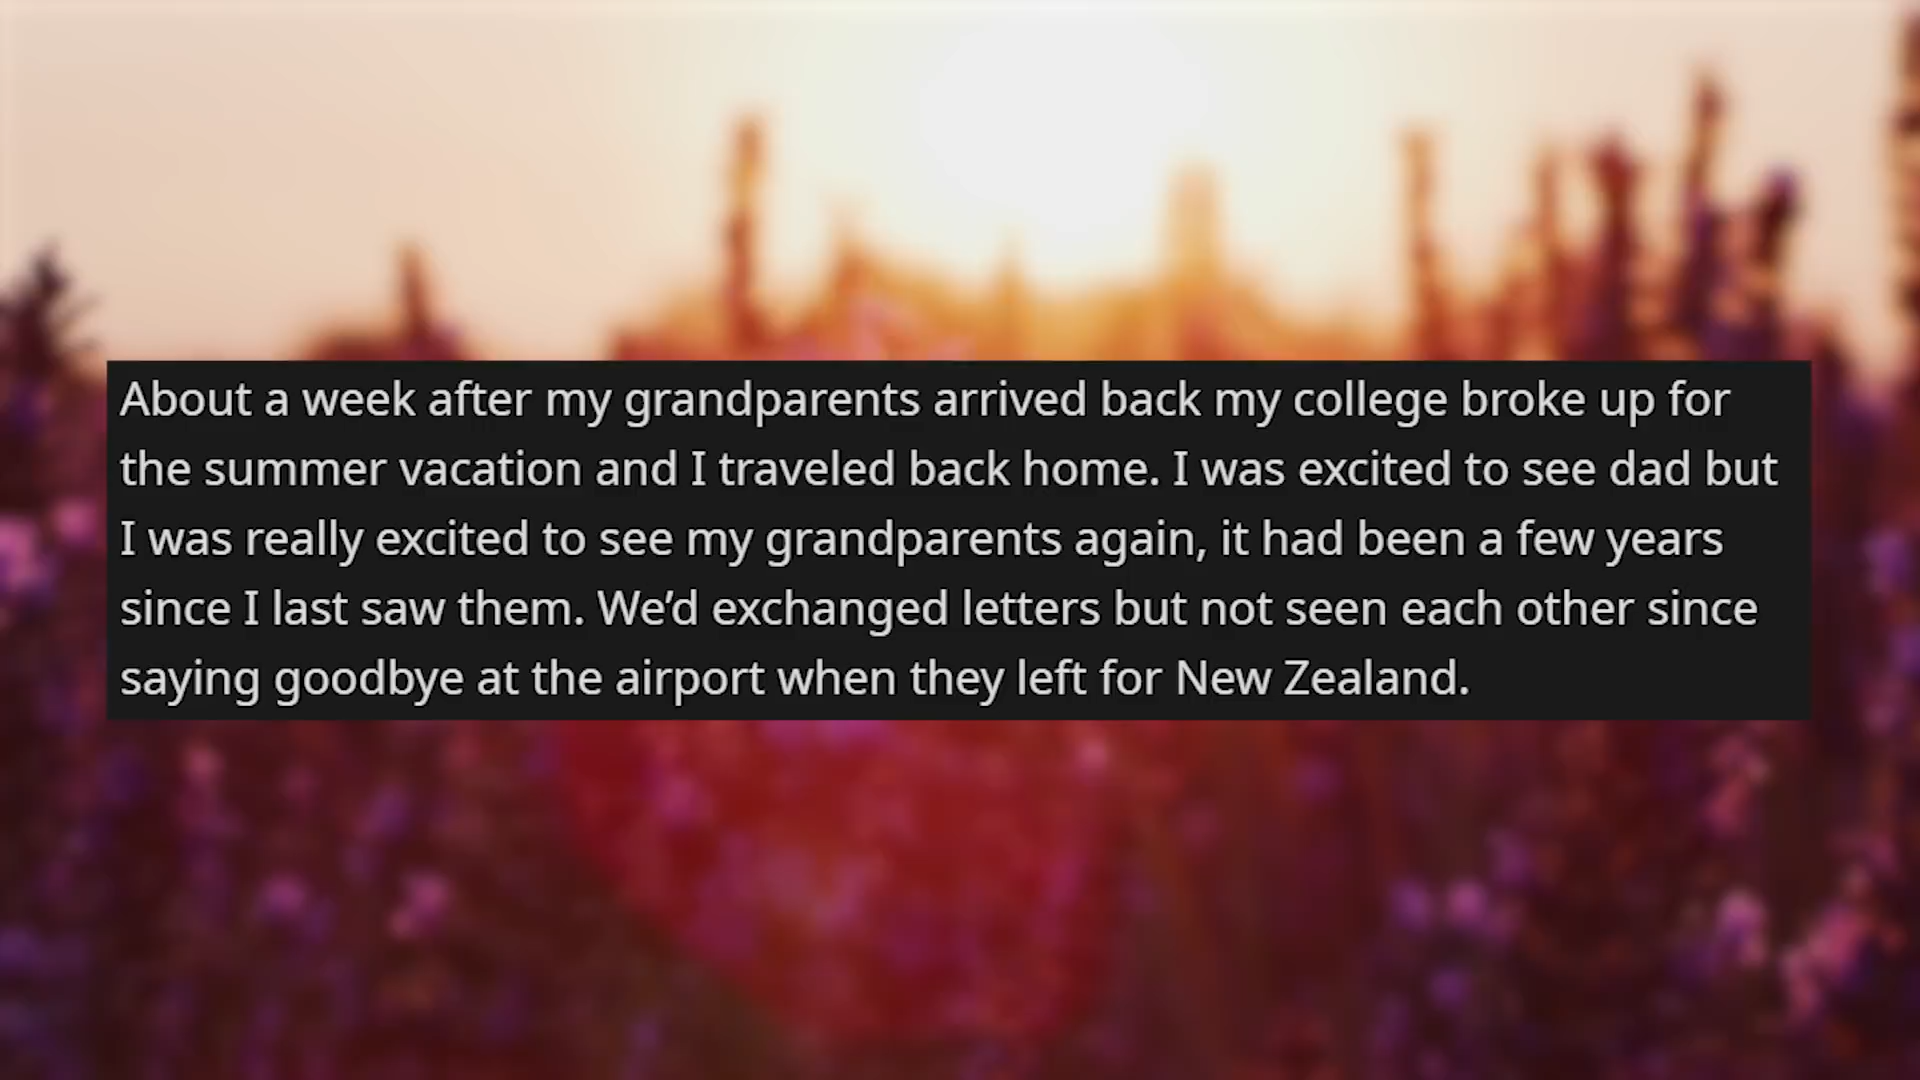 About a week after my grandparents arrived back my college broke up for
the summer vacation and I traveled back home. I was excited to see dad but
I was really excited to see my grandparents again, it had been a few years
since I last saw them. We’d exchanged letters but not seen each other since
saying goodbye at the airport when they left for New Zealand.